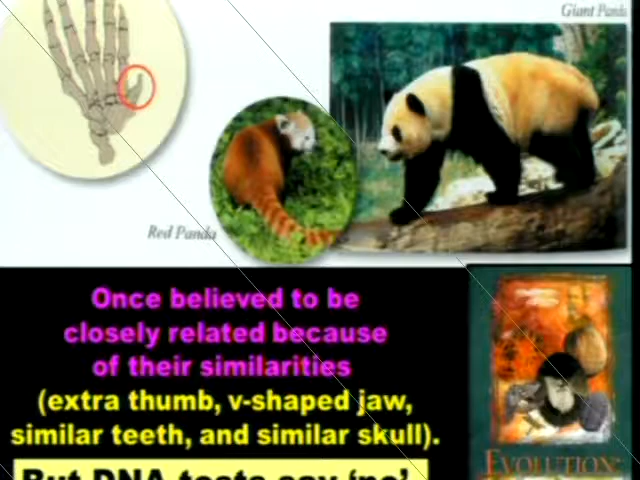 Giant Panda
Red Panda
Once believed to be
closely related because
of their similarities
(extra thumb, v-shaped jaw,
similar teeth, and similar skull).
But DNA tests say ‘no’
EVOLUTION: